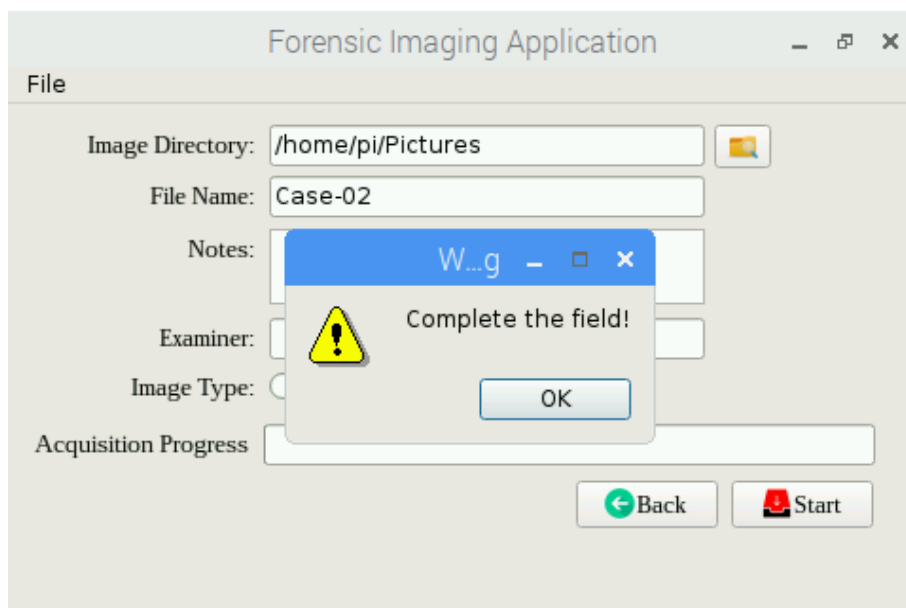 Forensic Imaging Application
File
Image Directory: /home/pi/Pictures
File Name: Case-02
Notes:
W...g
Complete the field!
Examiner:
Image Type:
OK
Acquisition Progress
Back Start